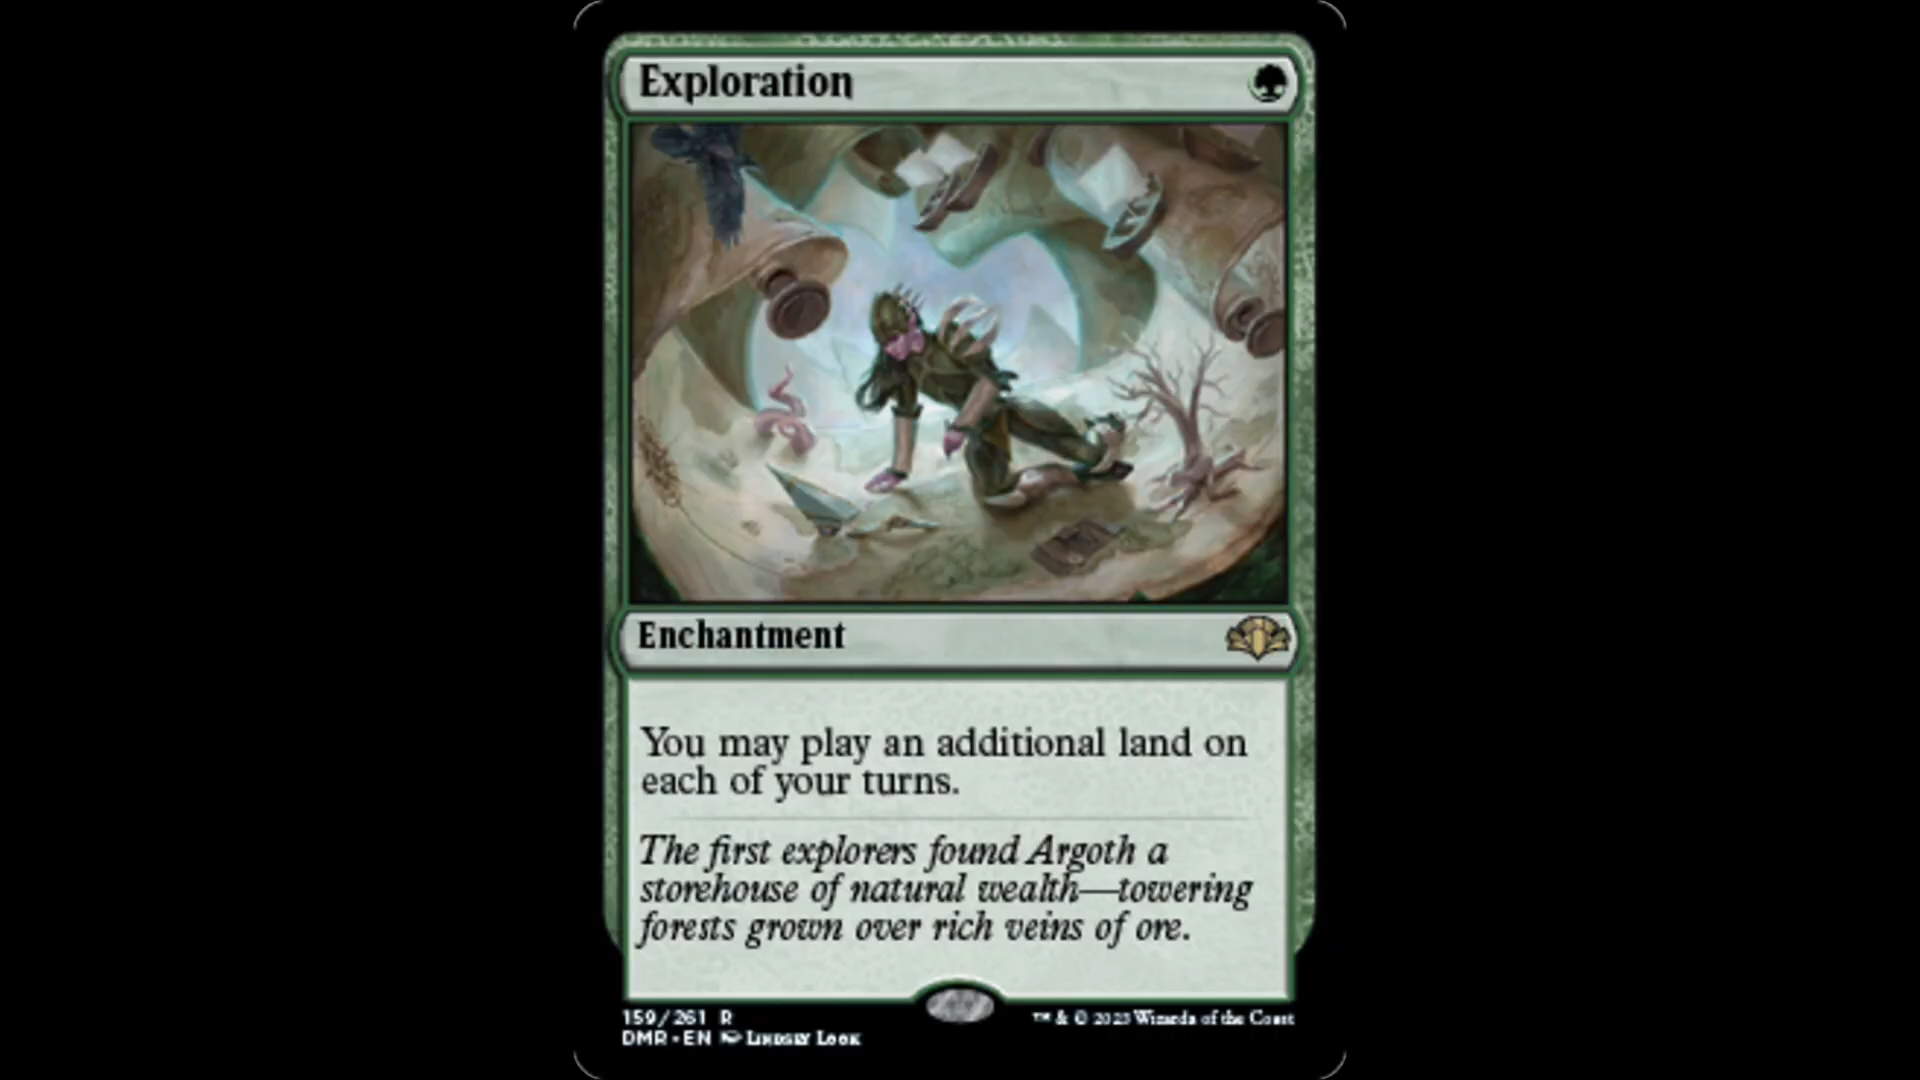 Exploration
Enchantment
You may play an additional land on
each of your turns.
The first explorers found Argoth a
storehouse of natural wealth—towering
forests grown over rich veins of ore.
159/261 R
™ & © 2023 Wizards of the Coast
DMR • EN Lindsey Look